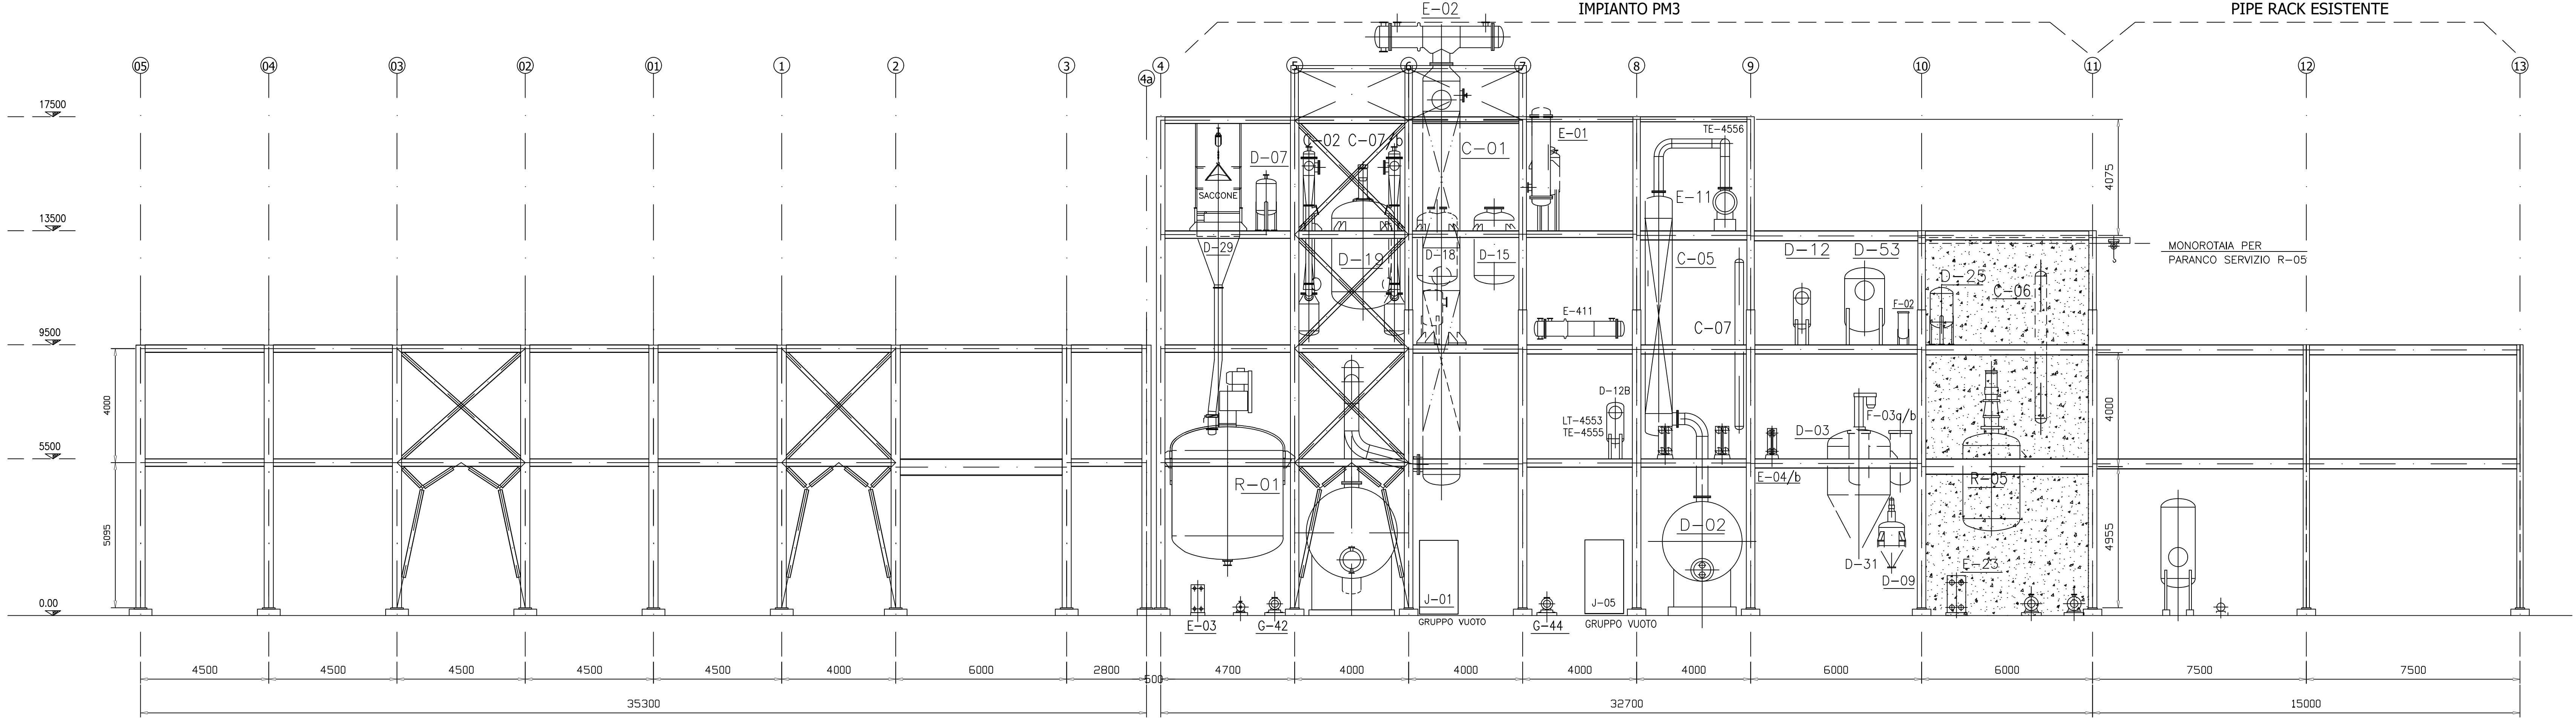 E-02
IMPIANTO PM3
PIPE RACK ESISTENTE
05
04
03
02
01
1
2
3
4a
4
5
6
7
8
9
10
11
12
13
17500
13500
9500
5500
0.00
TE-4556
C-02
C-07/b
C-01
E-01
D-07
SACCONE
D-29
D-19
D-18
D-15
E-11
C-05
C-07
D-12
D-53
D-25
C-06
F-02
E-411
MONOROTAIA PER
PARANCO SERVIZIO R-05
4075
4000
5095
4000
4955
D-12B
LT-4553
TE-4555
D-03
F-03a/b
E-04/b
R-01
R-05
D-02
D-31
D-09
E-23
E-03
G-42
J-01
GRUPPO VUOTO
G-44
J-05
GRUPPO VUOTO
4500
4500
4500
4500
4500
4000
6000
2800
500
4700
4000
4000
4000
4000
6000
6000
7500
7500
35300
32700
15000